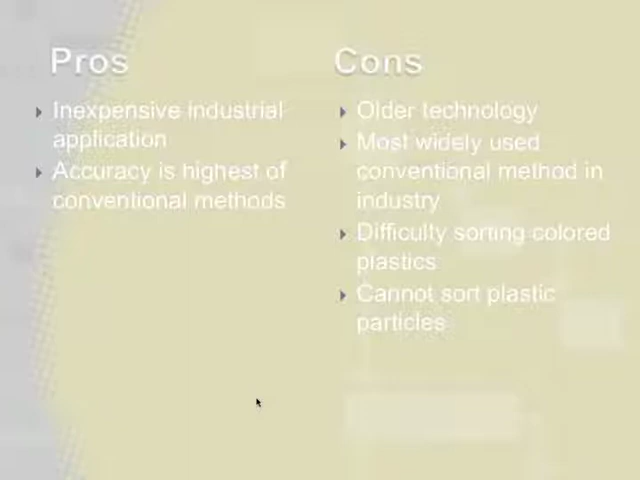 Pros
Inexpensive industrial
application
Accuracy is highest of
conventional methods
Cons
Older technology
Most widely used
conventional method in
industry
Difficulty sorting colored
plastics
Cannot sort plastic
particles